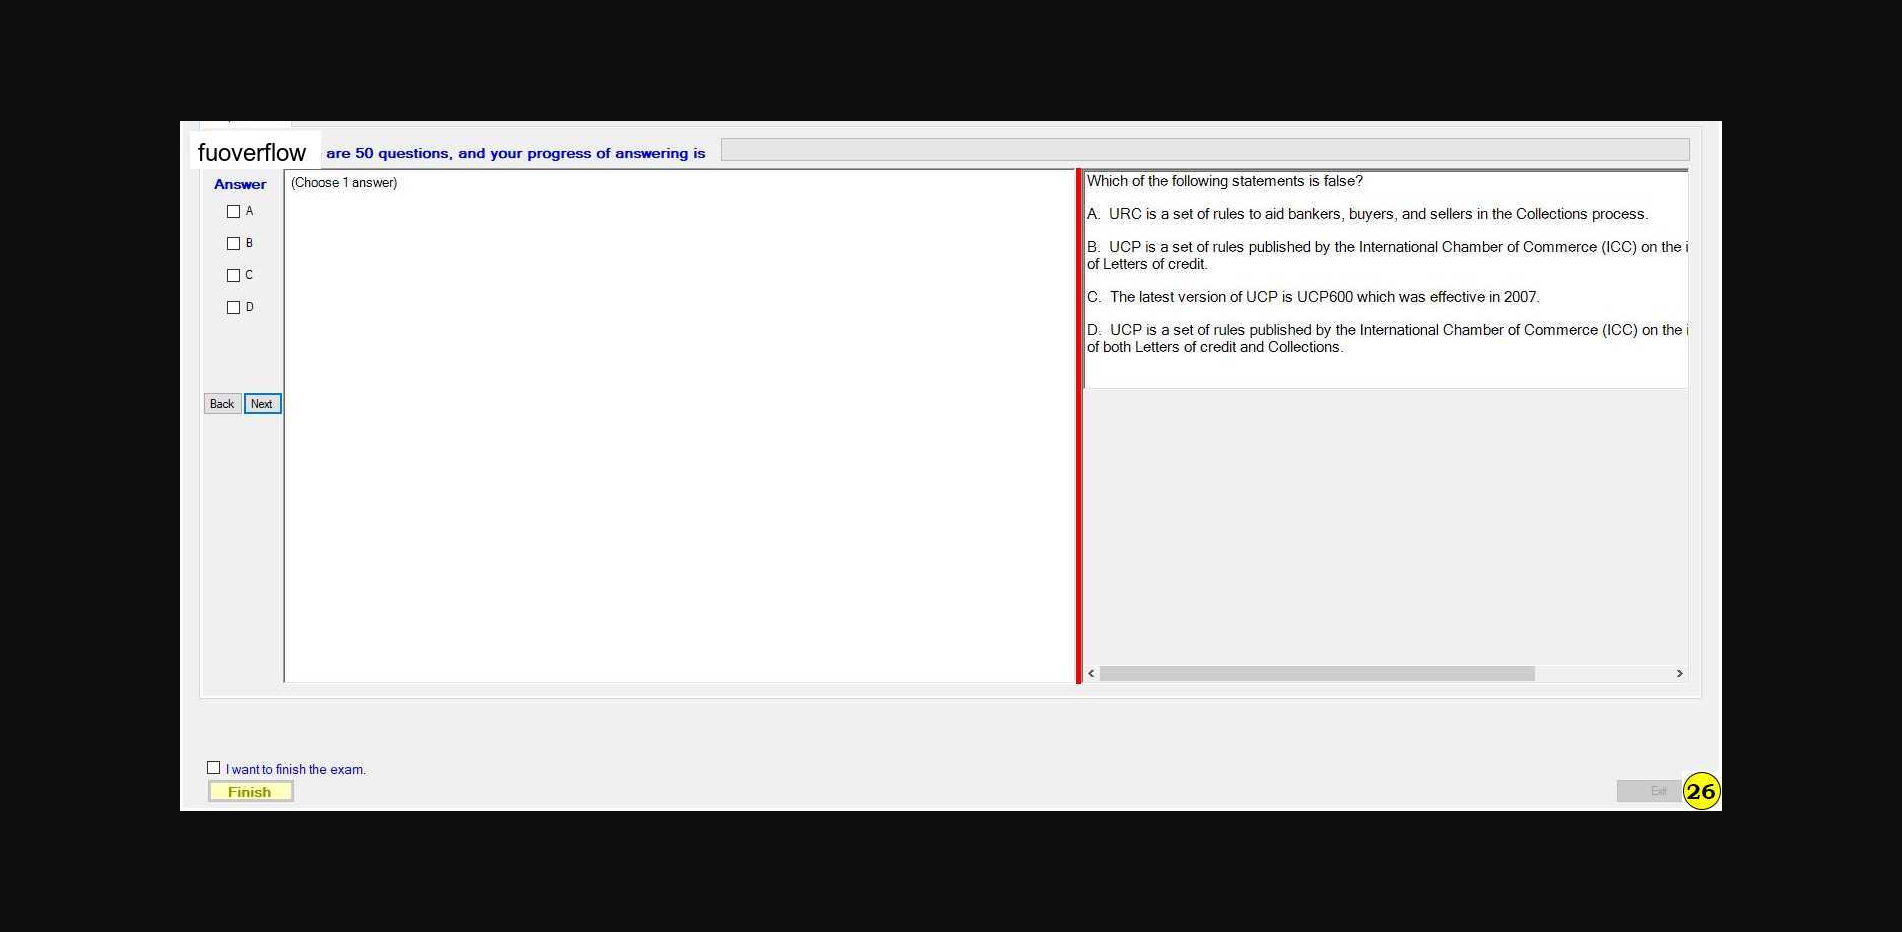 fuoverflow are 50 questions, and your progress of answering is
Answer
(Choose 1 answer)
A
B
C
D
Back Next
Which of the following statements is false?
A. URC is a set of rules to aid bankers, buyers, and sellers in the Collections process.
B. UCP is a set of rules published by the International Chamber of Commerce (ICC) on the
of Letters of credit.
C. The latest version of UCP is UCP600 which was effective in 2007.
D. UCP is a set of rules published by the International Chamber of Commerce (ICC) on the
of both Letters of credit and Collections.
I want to finish the exam.
Finish
Exit
26